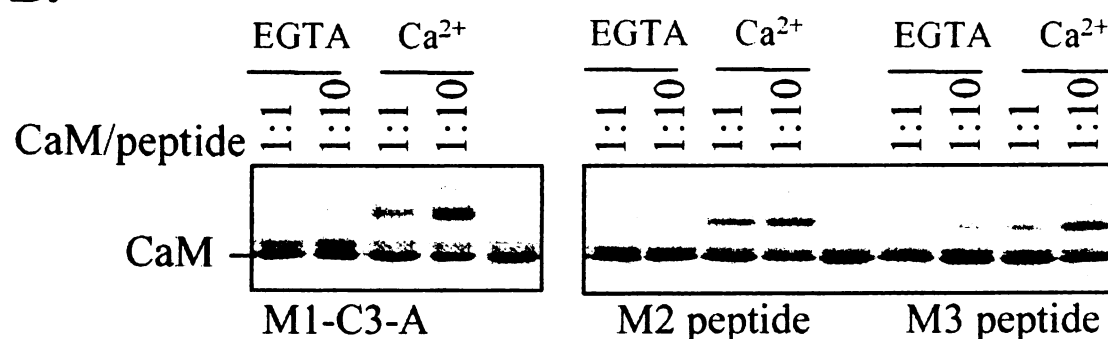 EGTA Ca2+ EGTA Ca2+ EGTA Ca2+
CaM/peptide 1:1 1:10 1:1 1:10 1:1 1:10 1:1 1:10 1:1 1:10 1:1 1:10
CaM
M1-C3-A M2 peptide M3 peptide